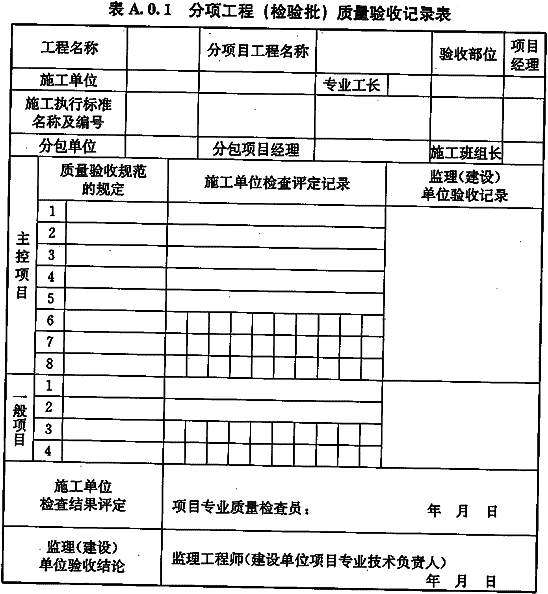 表 A.0.1 分项工程（检验批）质量验收记录表
工程名称 分项目工程名称 验收部位 项目
经理
施工单位 专业工长
施工执行标准
名称及编号
分包单位 分包项目经理 施工班组长
质量验收规范
的规定
施工单位检查评定记录
监理(建设)
单位验收记录
主控项目
1
2
3
4
5
6
7
8
一般项目
1
2
3
4
施工单位
检查结果评定
项目专业质量检查员： 年 月 日
监理(建设)
单位验收结论
监理工程师(建设单位项目专业技术负责人)
年 月 日